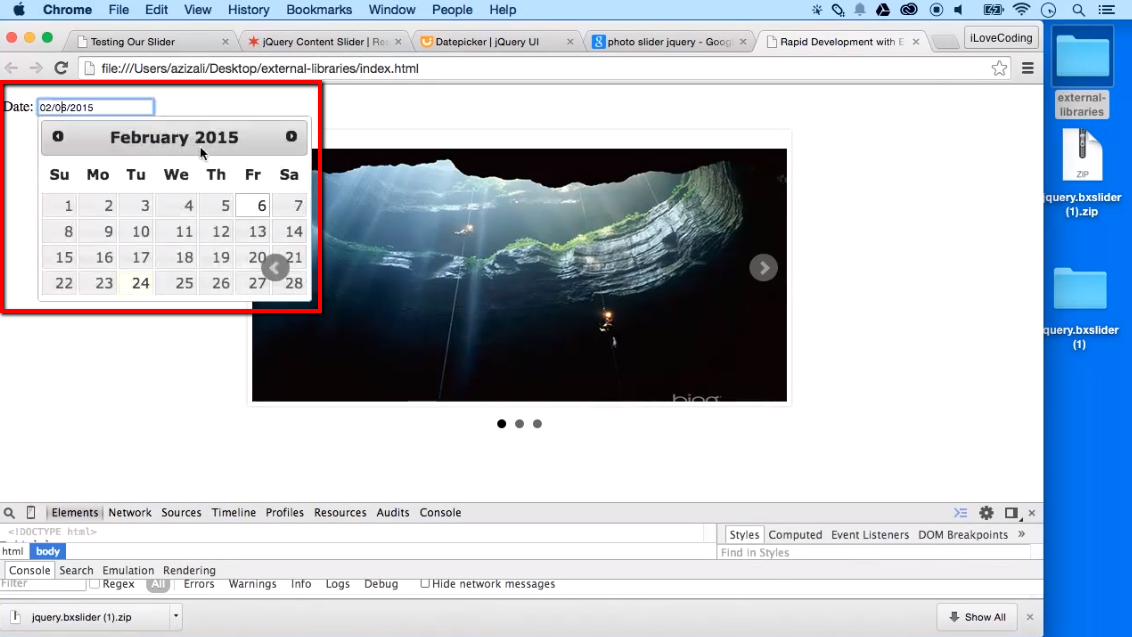 Chrome File Edit View History Bookmarks Window People Help
Testing Our Slider jQuery Content Slider | Res Datepicker | jQuery UI photo slider jquery - Goog Rapid Development with E iLoveCoding
file:///Users/azizali/Desktop/external-libraries/index.html
external-
libraries
ZIP
jquery.bxslider
(1).zip
jquery.bxslider
(1)
Date: 02/06/2015
February 2015
Su Mo Tu We Th Fr Sa
1 2 3 4 5 6 7
8 9 10 11 12 13 14
15 16 17 18 19 20 21
22 23 24 25 26 27 28
bing
Elements Network Sources Timeline Profiles Resources Audits Console
<!DOCTYPE html>
html body
Styles Computed Event Listeners DOM Breakpoints »
Find in Styles
Console Search Emulation Rendering
Filter Regex All Errors Warnings Info Logs Debug Hide network messages
jquery.bxslider (1).zip Show All